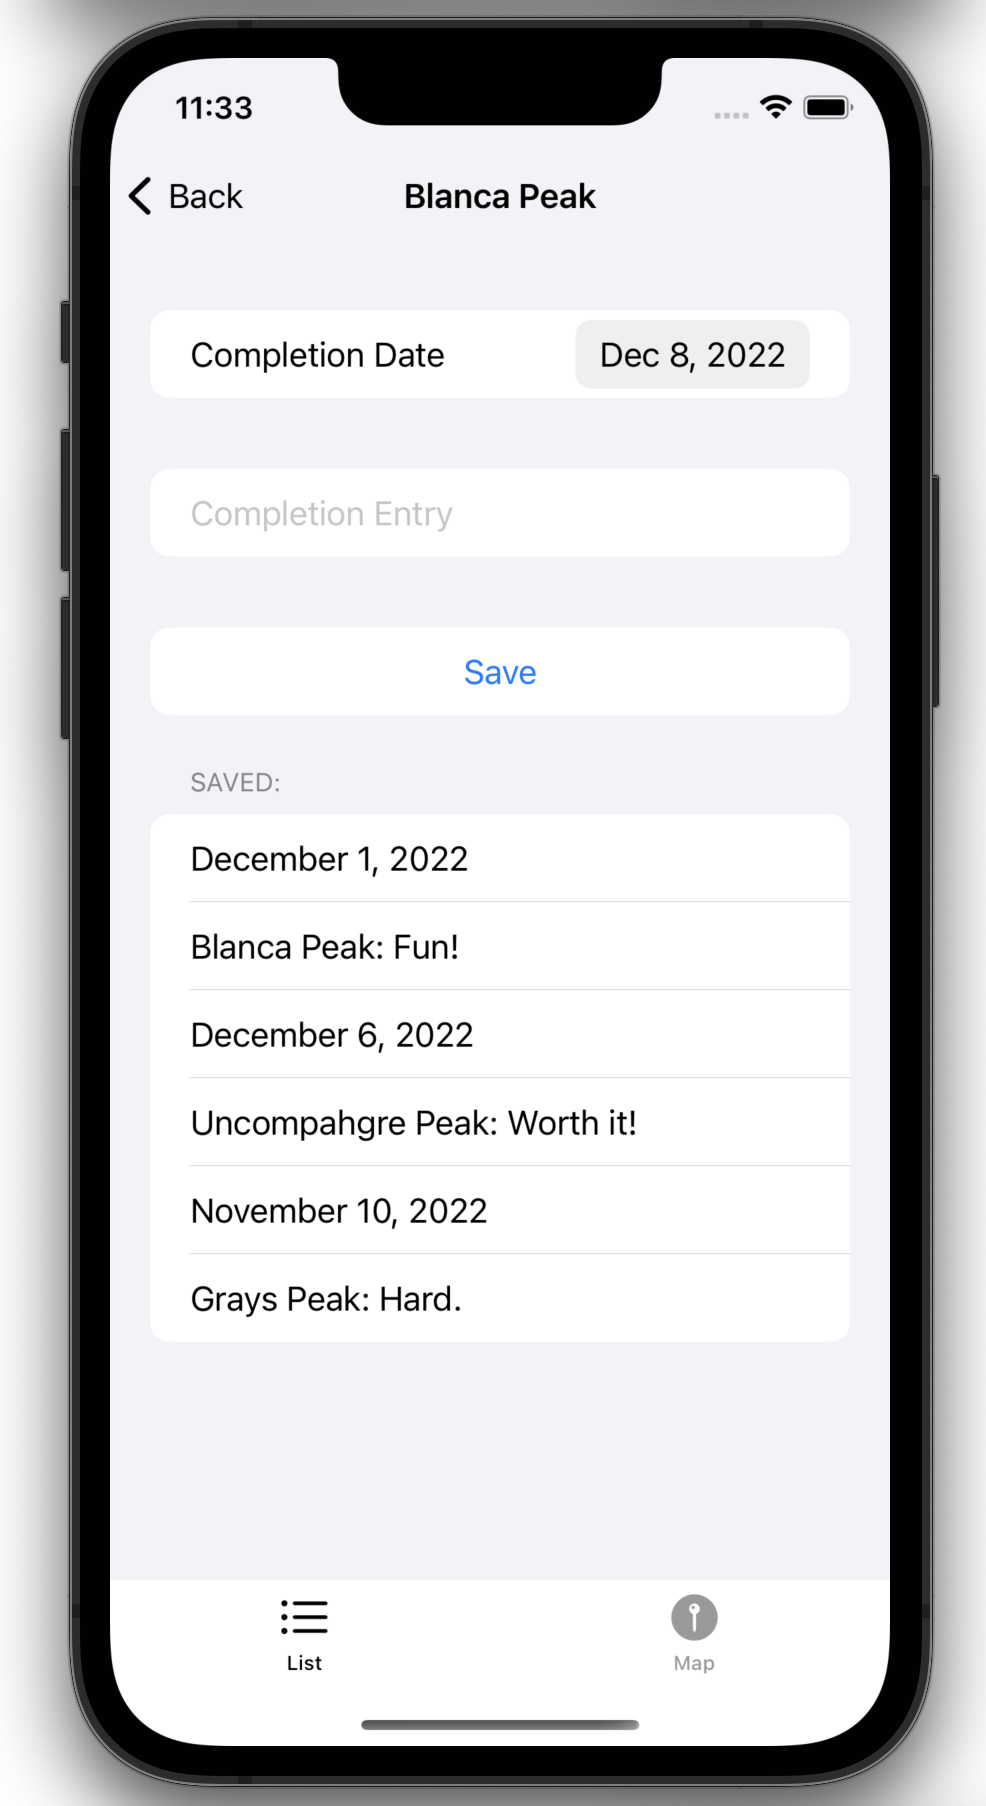 11:33
Back
Blanca Peak
Completion Date
Dec 8, 2022
Completion Entry
Save
SAVED:
December 1, 2022
Blanca Peak: Fun!
December 6, 2022
Uncompahgre Peak: Worth it!
November 10, 2022
Grays Peak: Hard.
List
Map